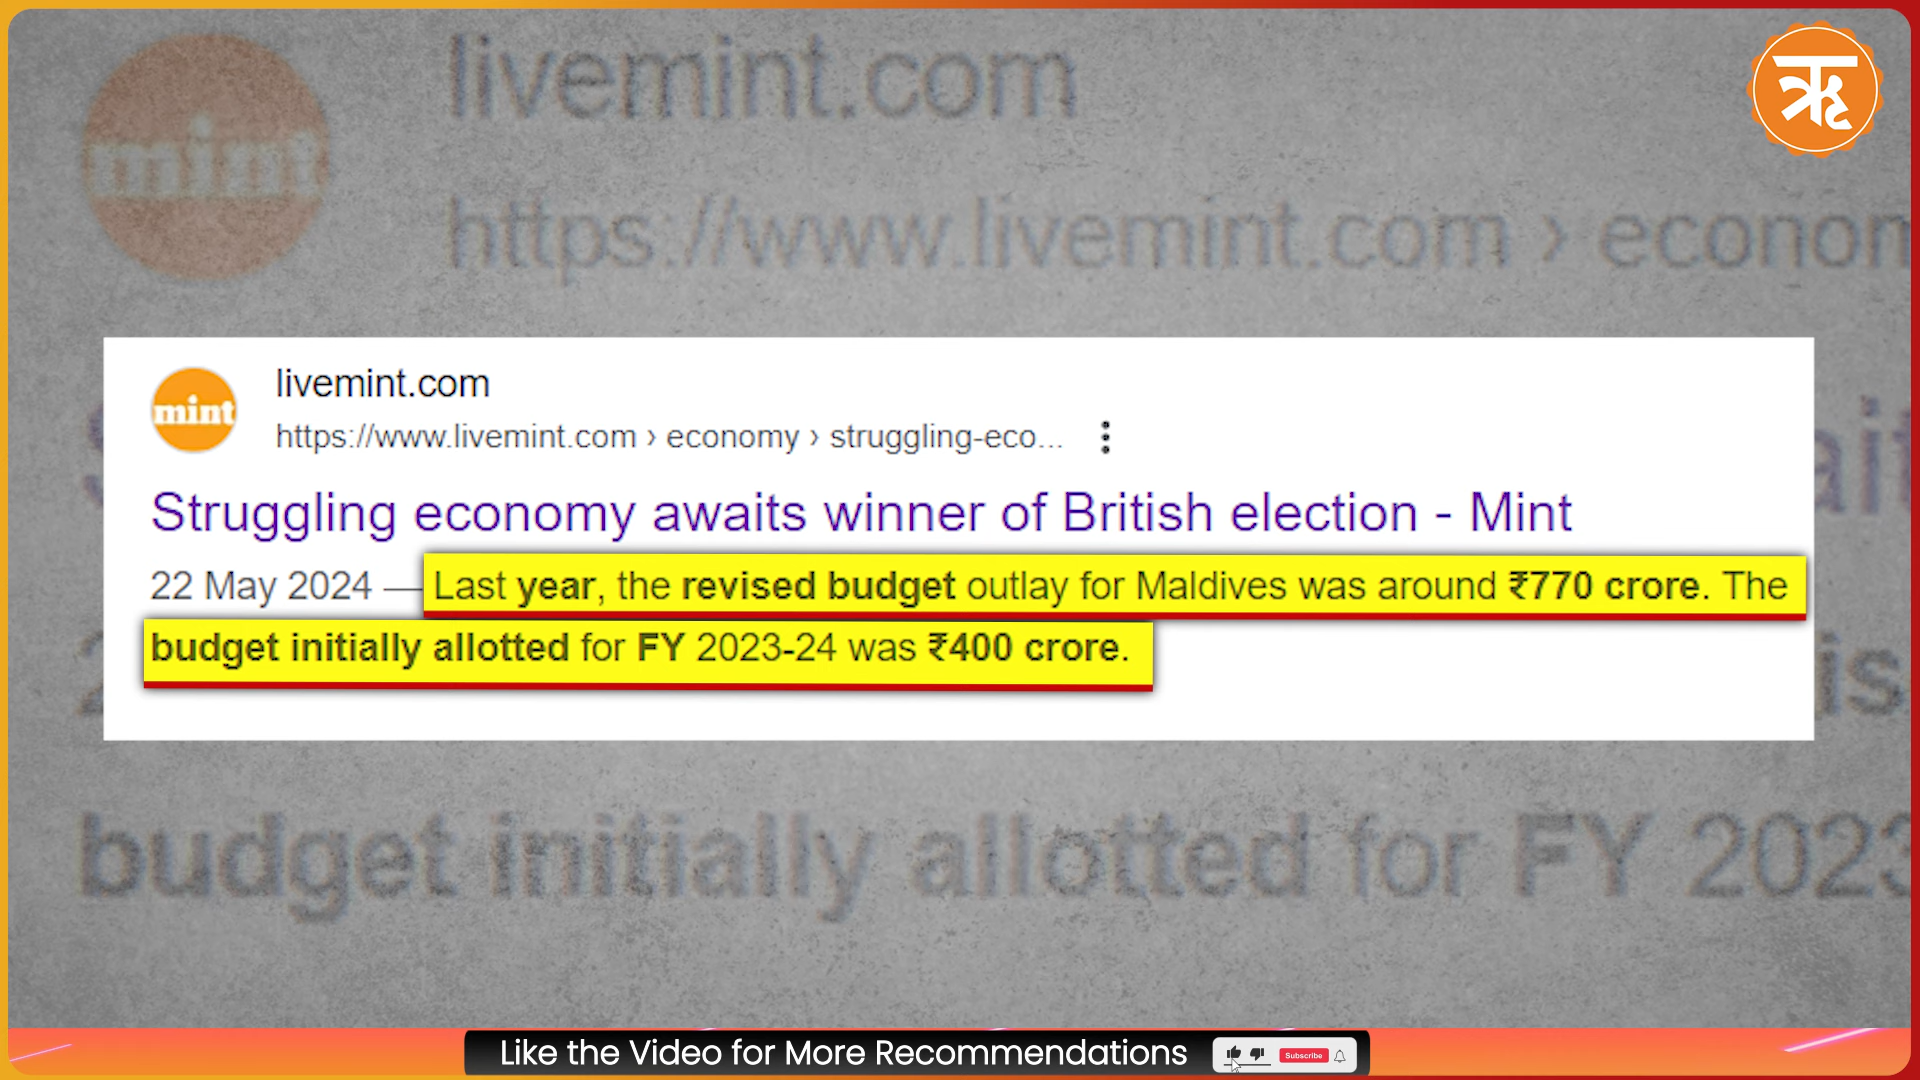 livemint.com
mint
https://www.livemint.com › econom
ऋ
livemint.com
mint
https://www.livemint.com › economy › struggling-eco...
Struggling economy awaits winner of British election - Mint
22 May 2024 — Last year, the revised budget outlay for Maldives was around ₹770 crore. The
budget initially allotted for FY 2023-24 was ₹400 crore.
budget initially allotted for FY 2023
Like the Video for More Recommendations
Subscribe